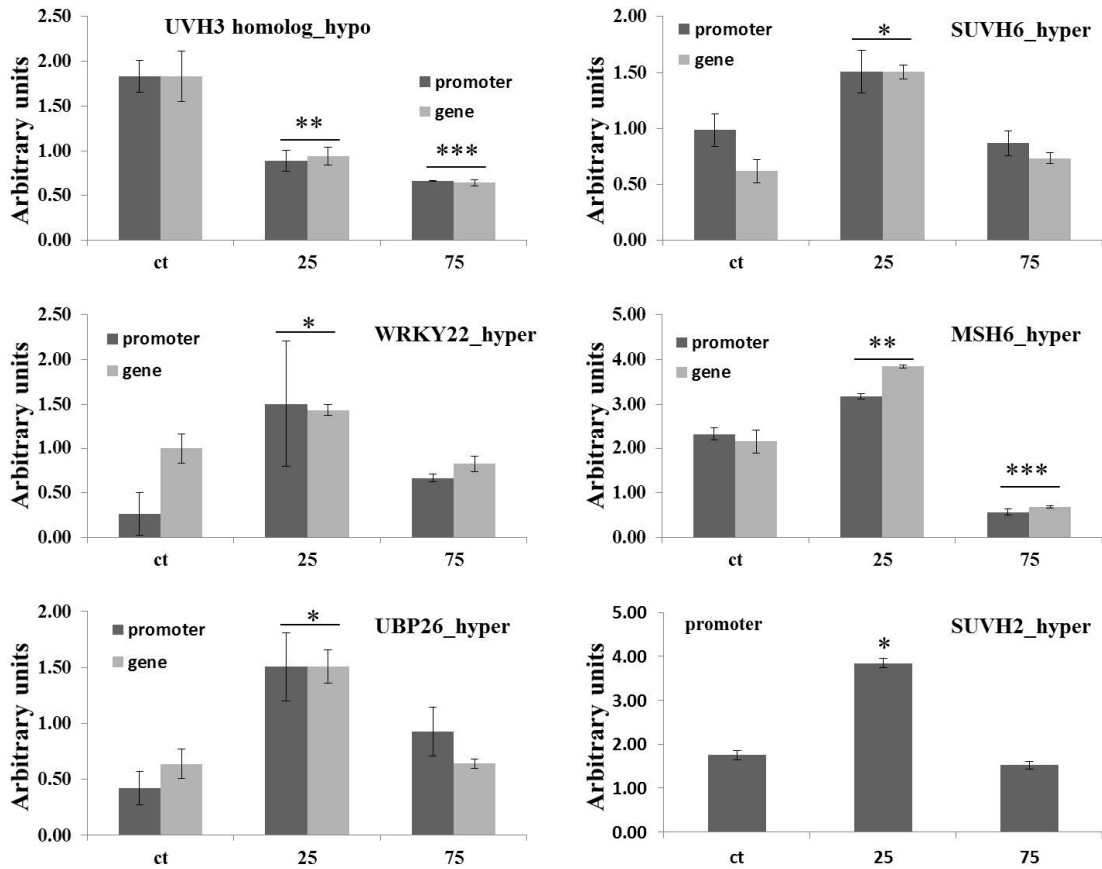 UVH3 homolog_hypo
Arbitrary units
2.50
2.00
1.50
1.00
0.50
0.00
promoter
gene
**
***
ct 25 75
SUVH6_hyper
Arbitrary units
2.00
1.50
1.00
0.50
0.00
promoter
gene
*
ct 25 75
WRKY22_hyper
Arbitrary units
2.50
2.00
1.50
1.00
0.50
0.00
promoter
gene
*
ct 25 75
MSH6_hyper
Arbitrary units
5.00
4.00
3.00
2.00
1.00
0.00
promoter
gene
**
***
ct 25 75
UBP26_hyper
Arbitrary units
2.00
1.50
1.00
0.50
0.00
promoter
gene
*
ct 25 75
SUVH2_hyper
Arbitrary units
5.00
4.00
3.00
2.00
1.00
0.00
promoter
*
ct 25 75